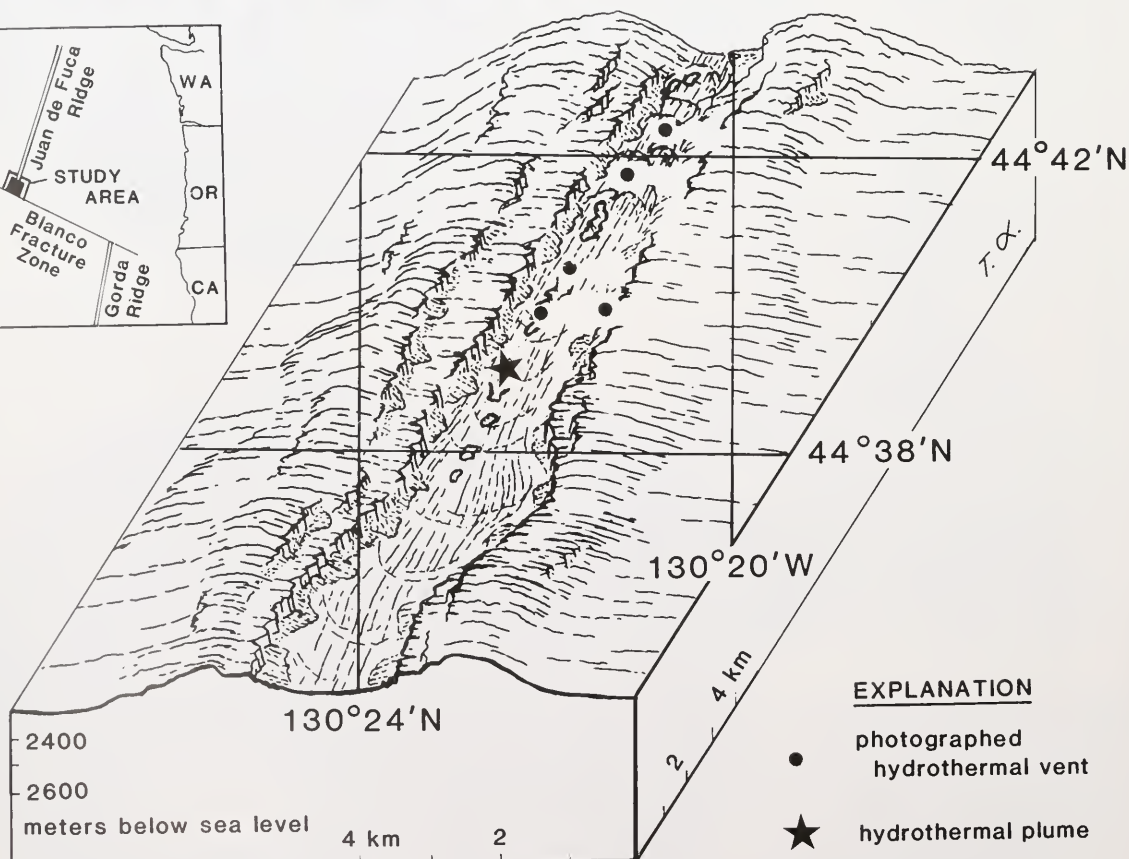 WA
OR
CA
Juan de Fuca
Ridge
STUDY
AREA
Blanco
Fracture
Zone
Gorda
Ridge
44°42'N
T. α.
44°38'N
130°20'W
130°24'N
2400
2600
meters below sea level
4 km
2
4 km
2
EXPLANATION
photographed
hydrothermal vent
hydrothermal plume